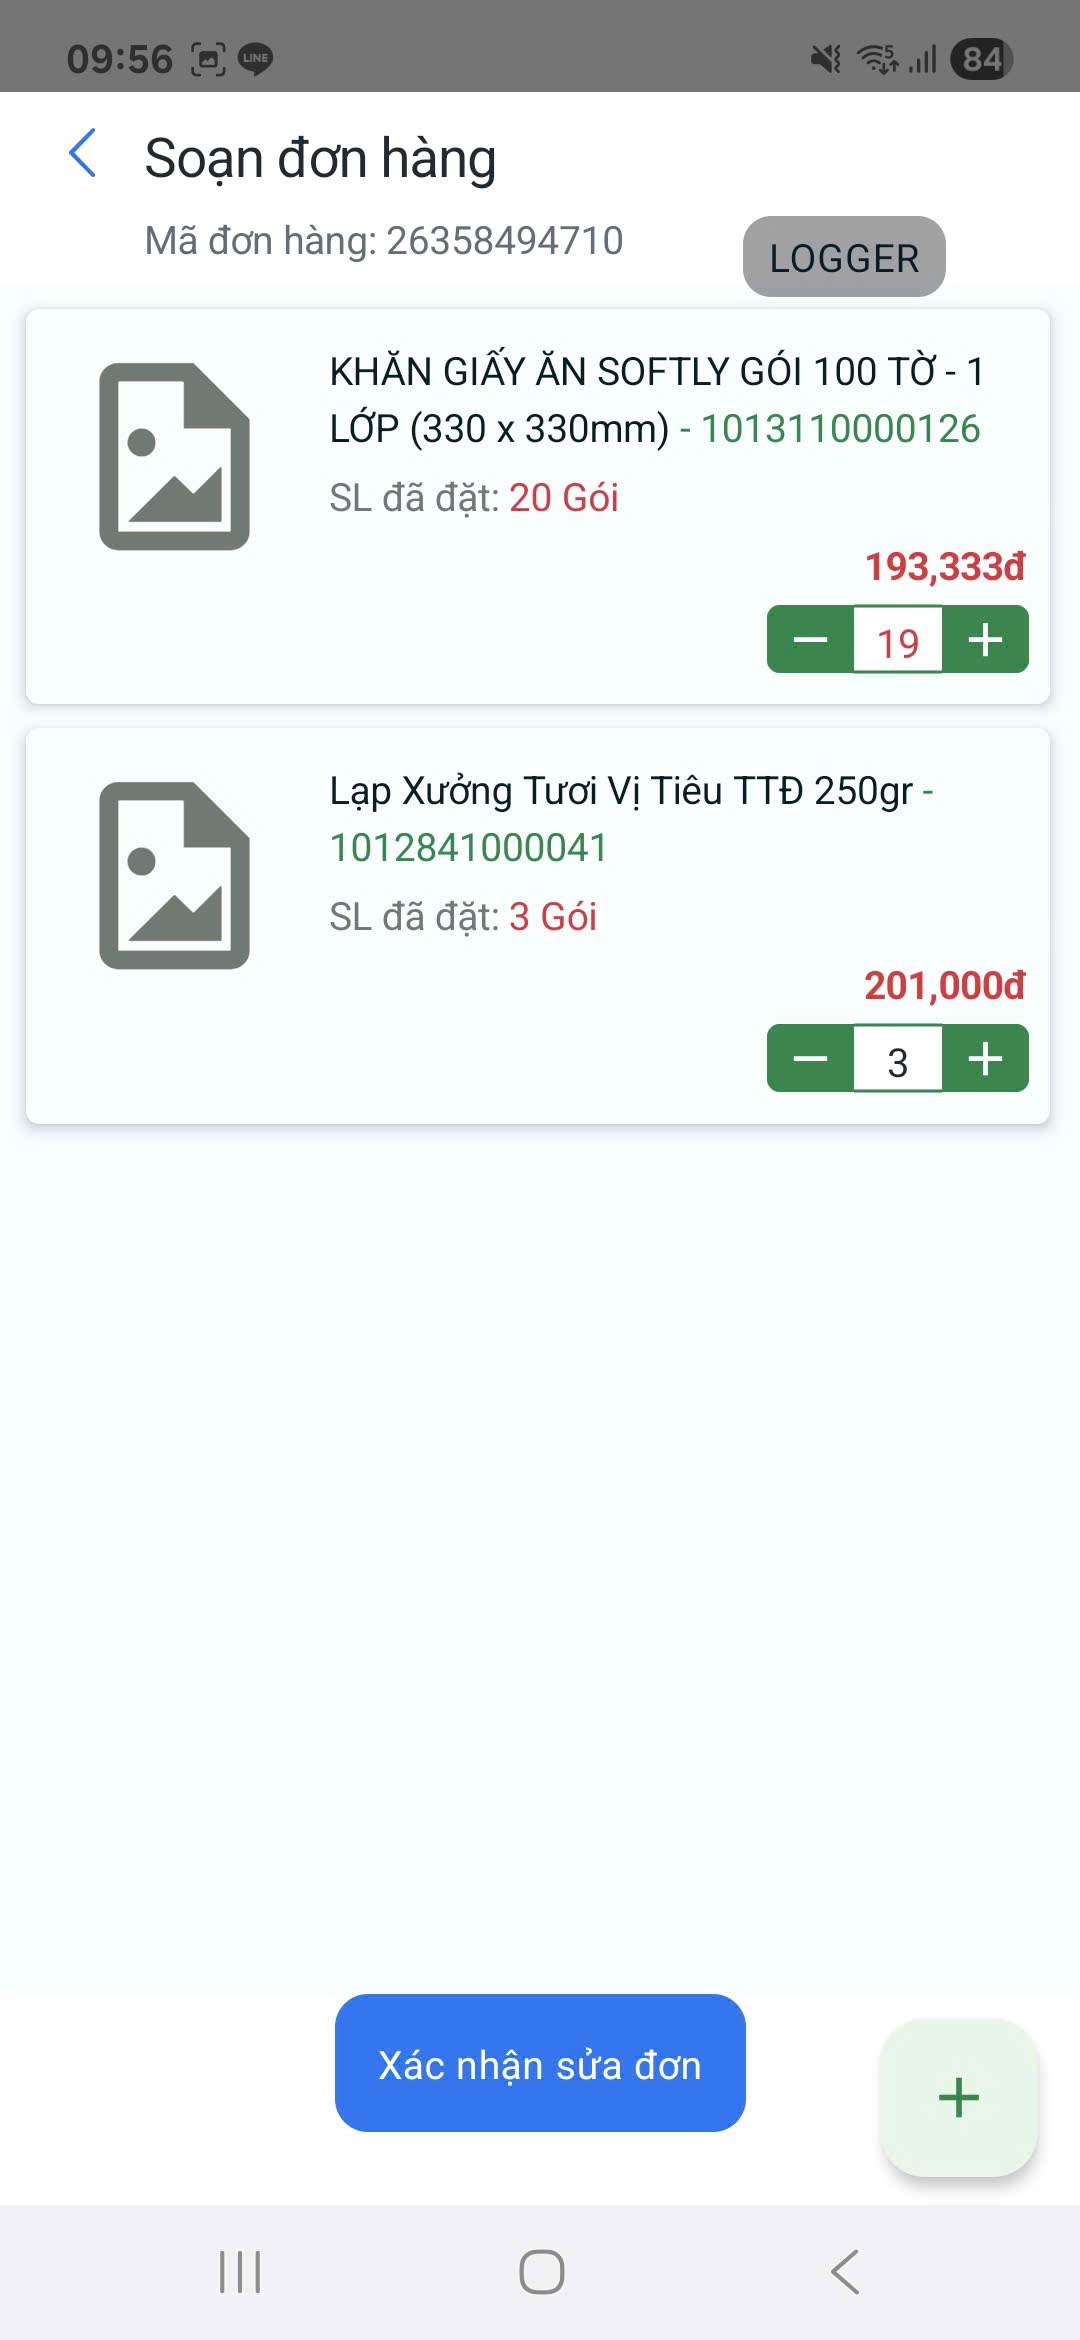 09:56 LINE 5 84
Soạn đơn hàng
Mã đơn hàng: 26358494710
LOGGER
KHĂN GIẤY ĂN SOFTLY GÓI 100 TỜ - 1
LỚP (330 x 330mm) - 1013110000126
SL đã đặt: 20 Gói
193,333đ
19
Lạp Xưởng Tươi Vị Tiêu TTĐ 250gr -
1012841000041
SL đã đặt: 3 Gói
201,000đ
3
Xác nhận sửa đơn